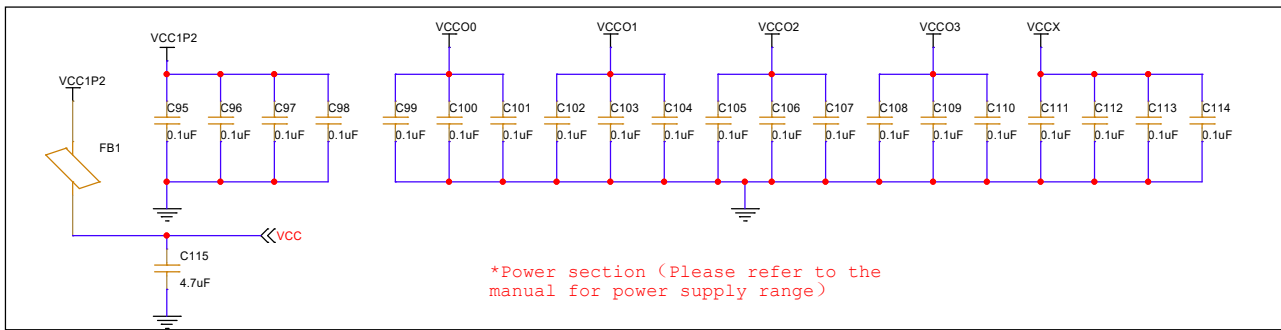 VCCO0 VCCO1 VCCO2 VCCO3 VCCX
VCC1P2
VCC1P2
C95 C96 C97 C98 C99 C100 C101 C102 C103 C104 C105 C106 C107 C108 C109 C110 C111 C112 C113 C114
0.1uF 0.1uF 0.1uF 0.1uF 0.1uF 0.1uF 0.1uF 0.1uF 0.1uF 0.1uF 0.1uF 0.1uF 0.1uF 0.1uF 0.1uF 0.1uF 0.1uF 0.1uF 0.1uF 0.1uF
FB1
VCC
C115
4.7uF
*Power section（Please refer to the
manual for power supply range）